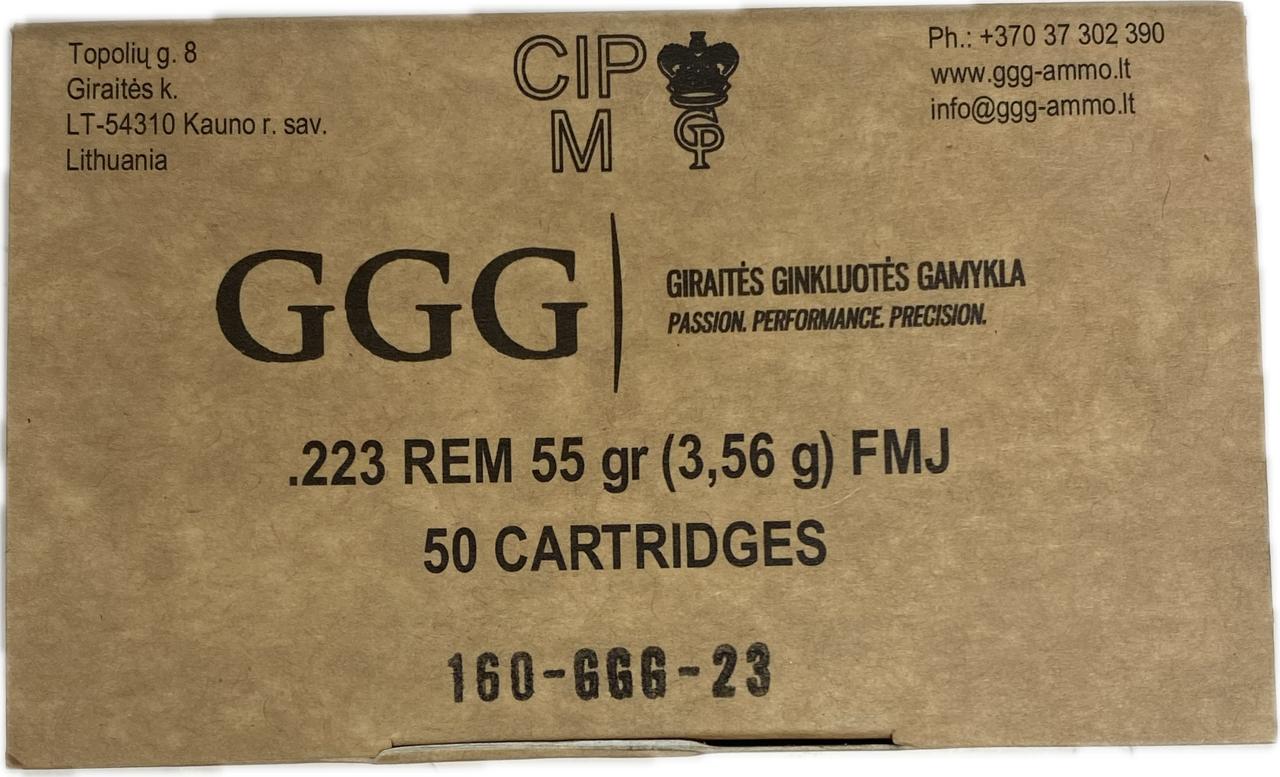 Topolių g. 8
Giraitės k.
LT-54310 Kauno r. sav.
Lithuania
CIP
M
GP
Ph.: +370 37 302 390
www.ggg-ammo.lt
info@ggg-ammo.lt
GGG
GIRAITĖS GINKLUOTĖS GAMYKLA
PASSION. PERFORMANCE. PRECISION.
.223 REM 55 gr (3,56 g) FMJ
50 CARTRIDGES
160-GGG-23